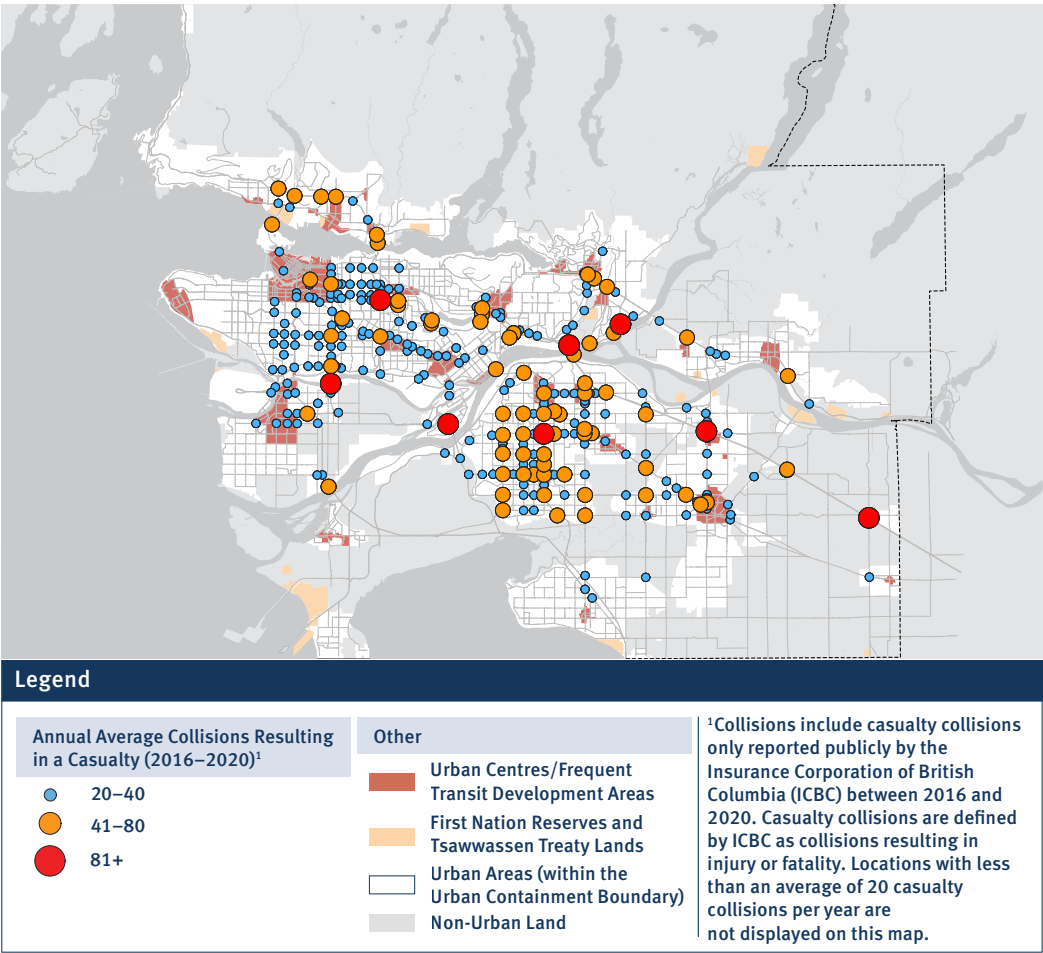 Legend
Annual Average Collisions Resulting
in a Casualty (2016–2020)¹
20–40
41–80
81+
Other
Urban Centres/Frequent
Transit Development Areas
First Nation Reserves and
Tsawwassen Treaty Lands
Urban Areas (within the
Urban Containment Boundary)
Non-Urban Land
¹Collisions include casualty collisions
only reported publicly by the
Insurance Corporation of British
Columbia (ICBC) between 2016 and
2020. Casualty collisions are defined
by ICBC as collisions resulting in
injury or fatality. Locations with less
than an average of 20 casualty
collisions per year are
not displayed on this map.